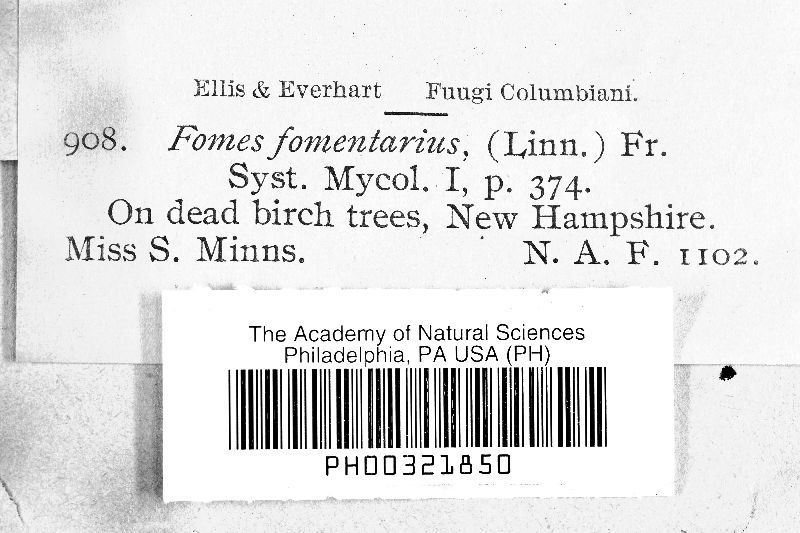 Ellis & Everhart Fuugi Columbiani.
908. Fomes fomentarius, (Linn.) Fr.
Syst. Mycol. I, p. 374.
On dead birch trees, New Hampshire.
Miss S. Minns. N. A. F. 1102.
The Academy of Natural Sciences
Philadelphia, PA USA (PH)
PH00321850